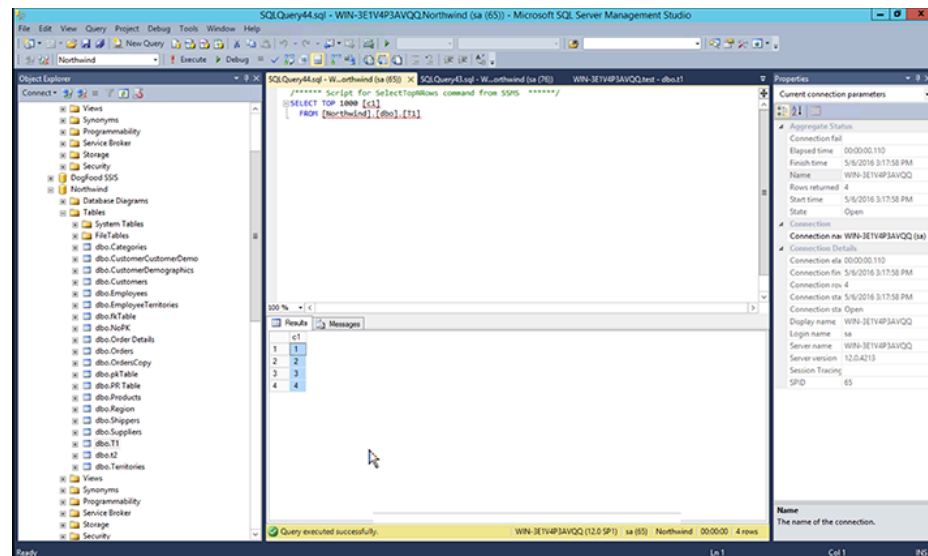 SQLQuery44.sql - WIN-3E1V4P3AVQQ.Northwind (sa (65)) - Microsoft SQL Server Management Studio
File Edit View Query Project Debug Tools Window Help
New Query
Northwind Execute Debug
Object Explorer
Connect
Views
Synonyms
Programmability
Service Broker
Storage
Security
DogFood SSIS
Northwind
Database Diagrams
Tables
System Tables
FileTables
dbo.Categories
dbo.CustomerCustomerDemo
dbo.CustomerDemographics
dbo.Customers
dbo.Employees
dbo.EmployeeTerritories
dbo.fkTable
dbo.NoPK
dbo.Order Details
dbo.Orders
dbo.OrdersCopy
dbo.pkTable
dbo.PR Table
dbo.Products
dbo.Region
dbo.Shippers
dbo.Suppliers
dbo.T1
dbo.t2
dbo.Territories
Views
Synonyms
Programmability
Service Broker
Storage
Security
SQLQuery44.sql - W...orthwind (sa (65)) SQLQuery43.sql - W...orthwind (sa (76)) WIN-3E1V4P3AVQQ.test - dbo.t1
/****** Script for SelectTopNRows command from SSMS ******/
SELECT TOP 1000 [c1]
FROM [Northwind].[dbo].[T1]
100 %
Results Messages
c1
1 1
2 2
3 3
4 4
Query executed successfully. WIN-3E1V4P3AVQQ (12.0 SP1) sa (65) Northwind 00:00:00 4 rows
Properties
Current connection parameters
Aggregate Status
Connection fail
Elapsed time 00:00:00.110
Finish time 5/6/2016 3:17:58 PM
Name WIN-3E1V4P3AVQQ
Rows returned 4
Start time 5/6/2016 3:17:58 PM
State Open
Connection
Connection nar WIN-3E1V4P3AVQQ (sa)
Connection Details
Connection ela 00:00:00.110
Connection fin 5/6/2016 3:17:58 PM
Connection rov 4
Connection sta 5/6/2016 3:17:58 PM
Connection sta Open
Display name WIN-3E1V4P3AVQQ
Login name sa
Server name WIN-3E1V4P3AVQQ
Server version 12.0.4213
Session Tracing
SPID 65
Name
The name of the connection.
Ready Ln 1 Col 1 INS